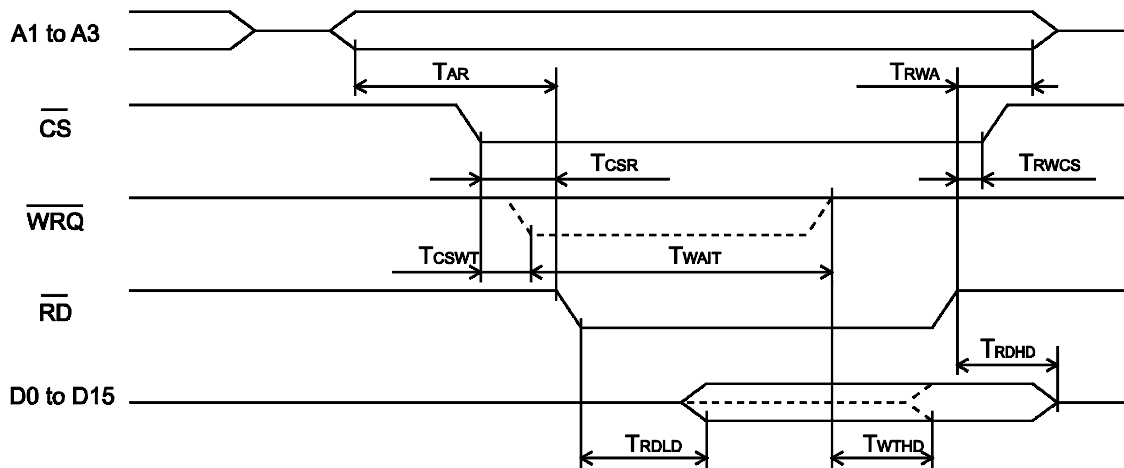 A1 to A3
TAR
TRWA
CS
TCSR
TRWCS
WRQ
TCSWT
TWAIT
RD
TRDHD
D0 to D15
TRDLD
TWTHD